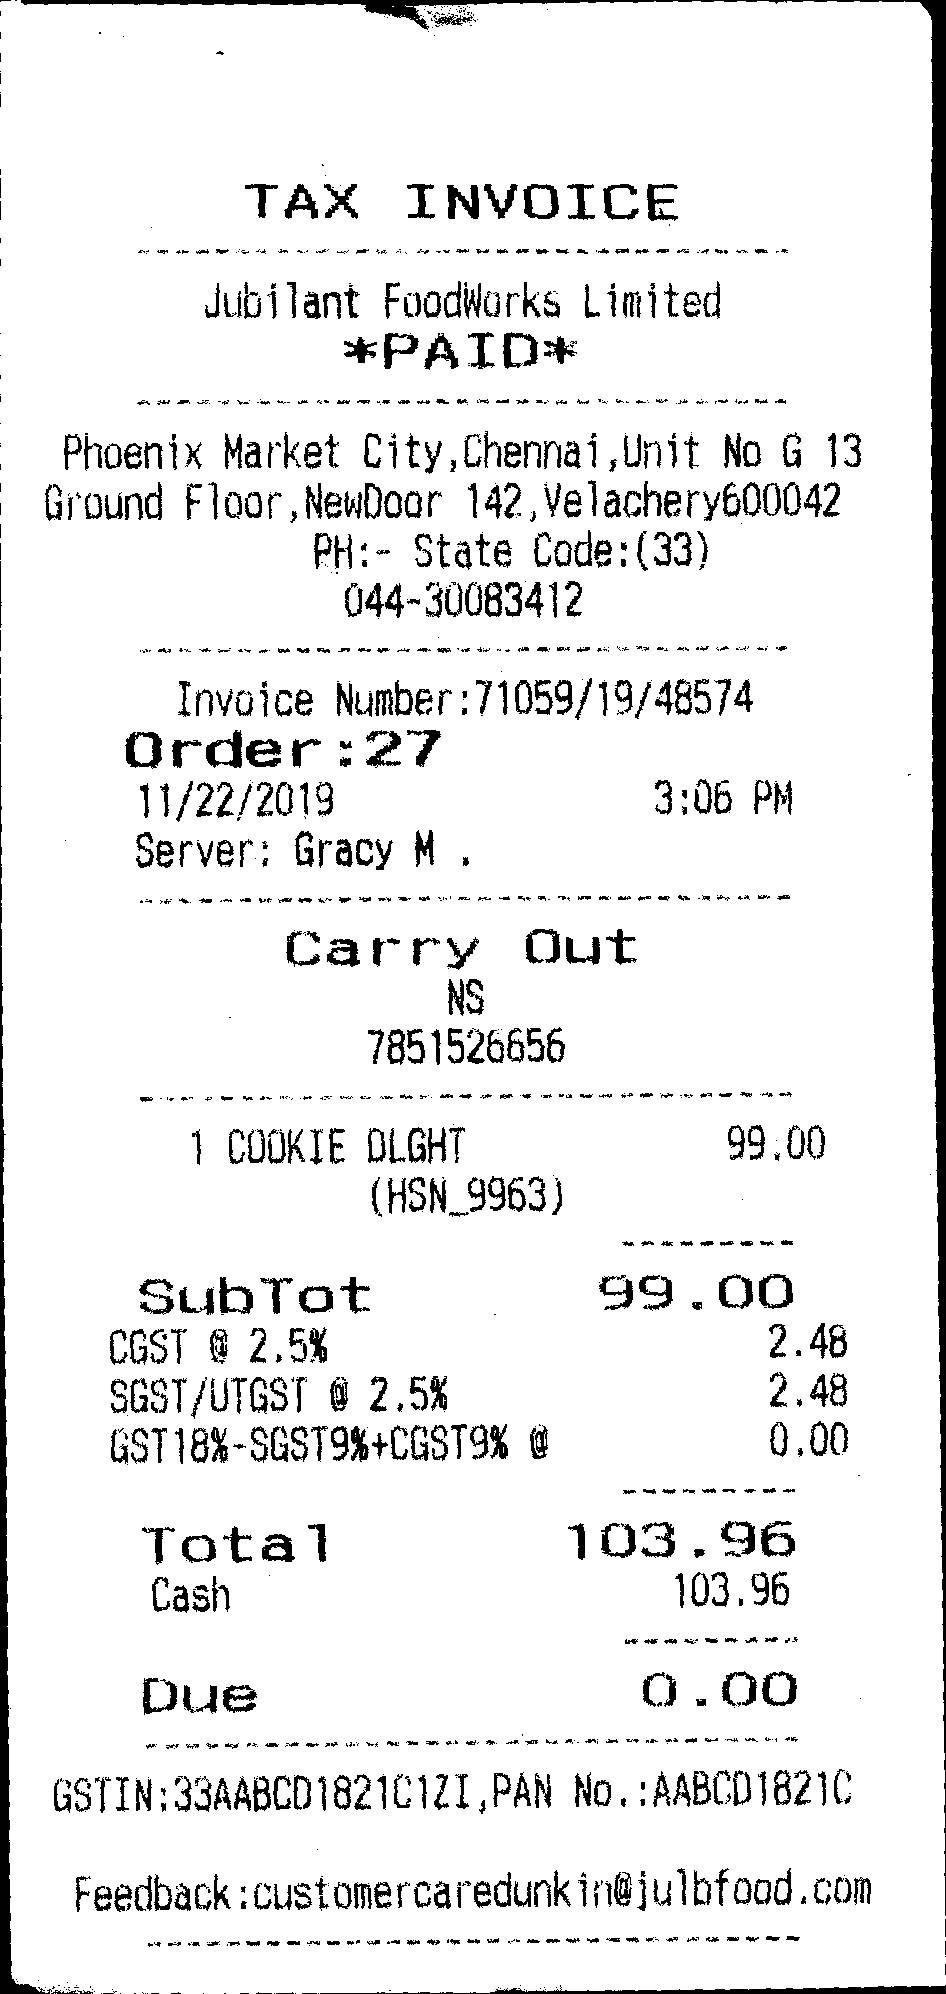 TAX INVOICE
Jubilant FoodWorks Limited
*PAID*
Phoenix Market City,Chennai,Unit No G 13
Ground Floor,NewDoor 142,Velachery600042
PH:- State Code:(33)
044-30083412
Invoice Number:71059/19/48574
Order:27
11/22/2019 3:06 PM
Server: Gracy M .
Carry Out
NS
7851526656
1 COOKIE DLGHT 99.00
(HSN_9963)
SubTot 99.00
CGST @ 2.5% 2.48
SGST/UTGST @ 2.5% 2.48
GST18%-SGST9%+CGST9% @ 0.00
Total 103.96
Cash 103.96
Due 0.00
GSTIN:33AABCD1821C1ZI,PAN No.:AABCD1821C
Feedback:customercaredunkin@julbfood.com